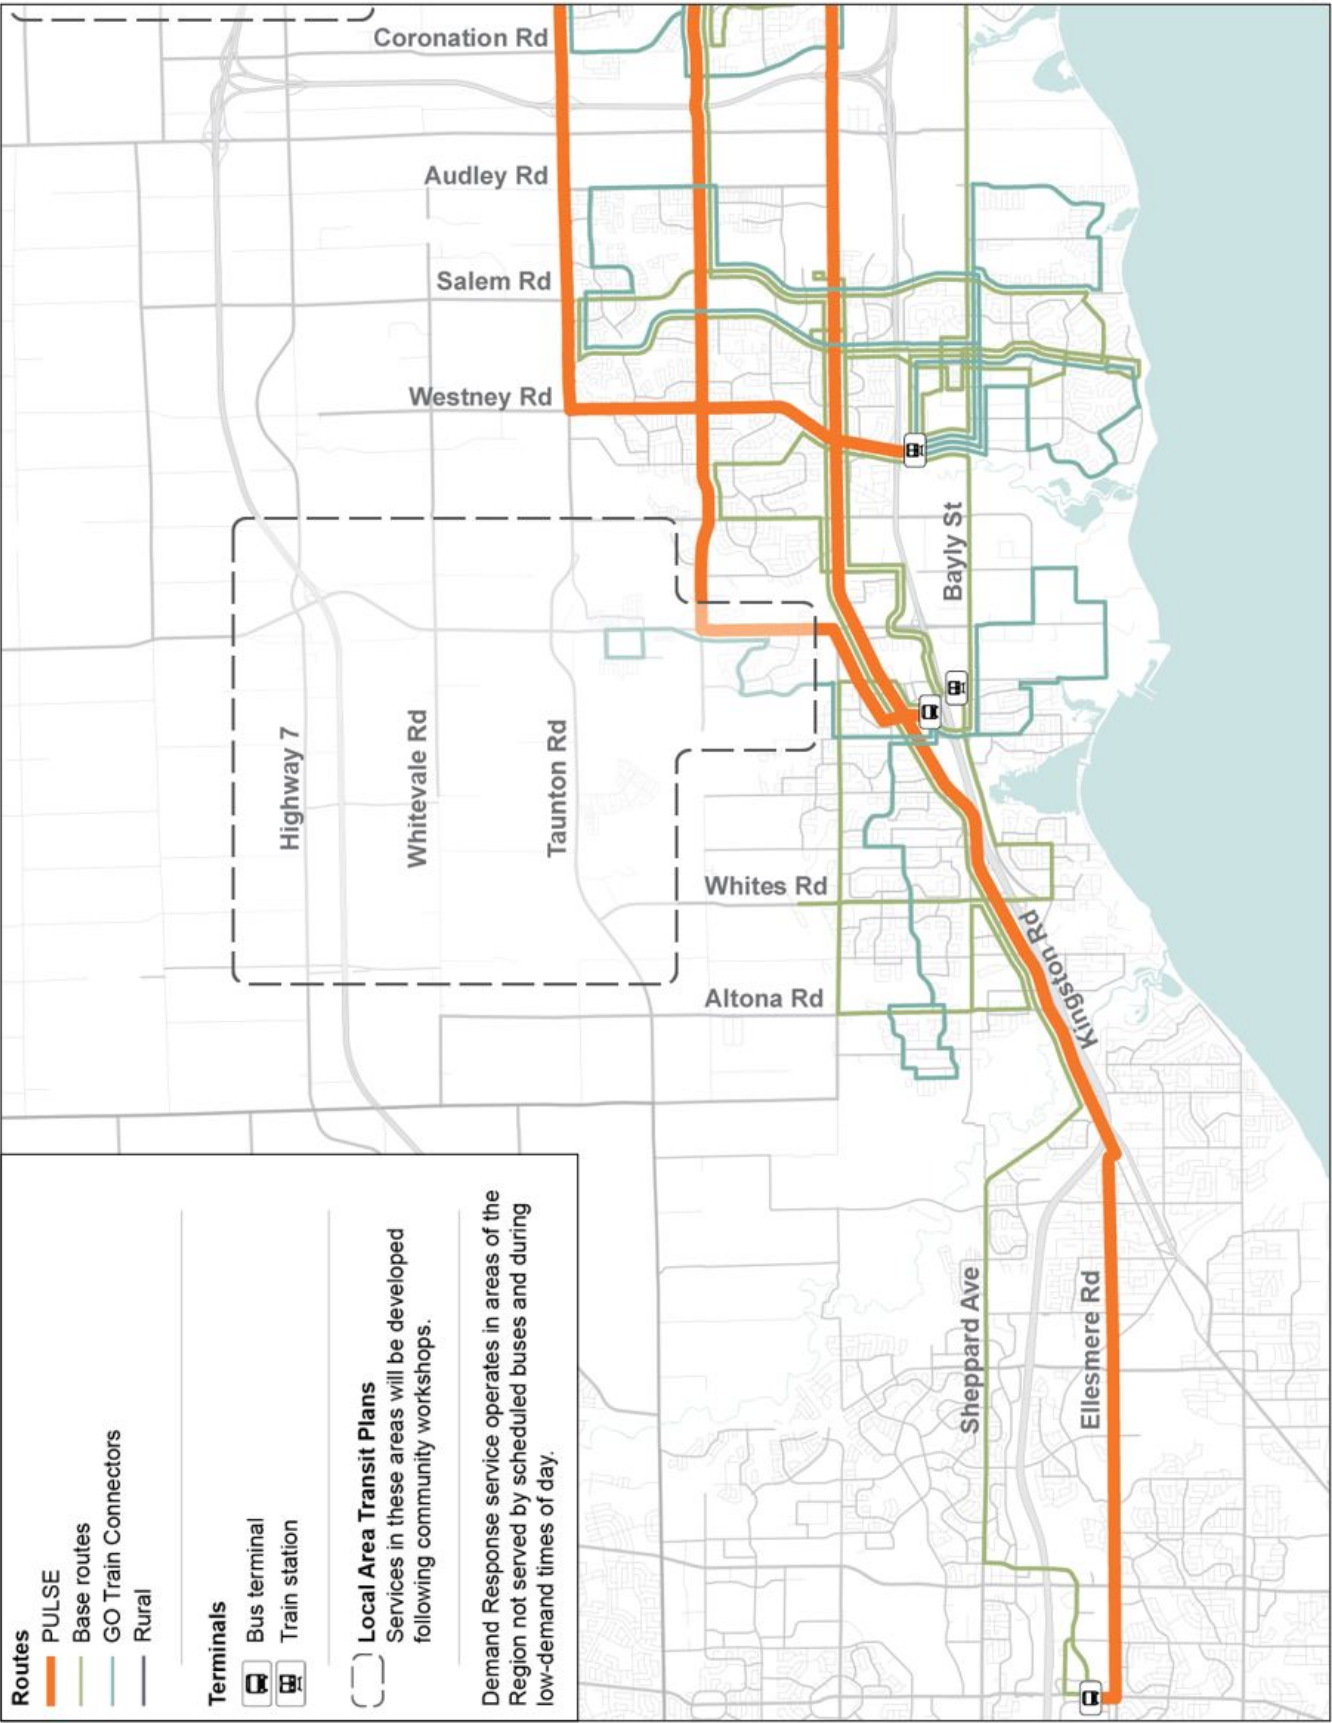 Routes
PULSE
Base routes
GO Train Connectors
Rural
Terminals
Bus terminal
Train station
Local Area Transit Plans
Services in these areas will be developed
following community workshops.
Demand Response service operates in areas of the
Region not served by scheduled buses and during
low-demand times of day.
Highway 7
Whitevale Rd
Taunton Rd
Whites Rd
Altona Rd
Sheppard Ave
Ellesmere Rd
Kingston Rd
Bayly St
Westney Rd
Salem Rd
Audley Rd
Coronation Rd